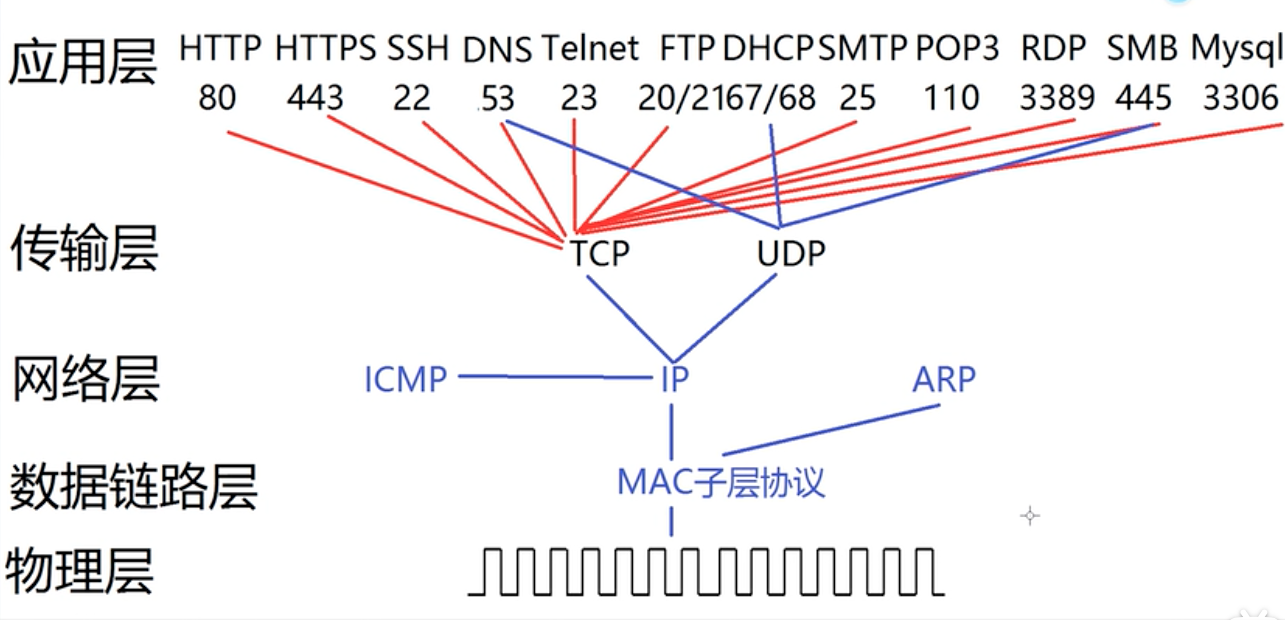 应用层 HTTP HTTPS SSH DNS Telnet FTP DHCP SMTP POP3 RDP SMB Mysql
80 443 22 53 23 20/21 67/68 25 110 3389 445 3306
传输层 TCP UDP
网络层 ICMP IP ARP
数据链路层 MAC子层协议
物理层